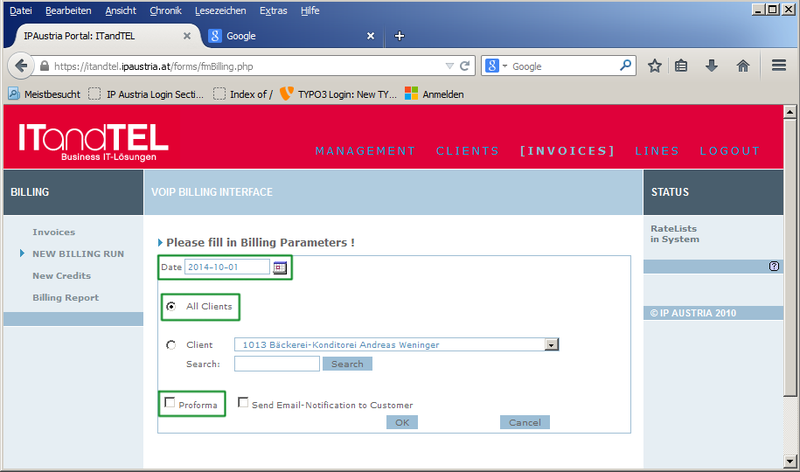 Datei Bearbeiten Ansicht Chronik Lesezeichen Extras Hilfe
IPAustria Portal: ITandTEL Google
https://itandtel.ipaustria.at/forms/fmBilling.php Google
Meistbesucht IP Austria Login Secti... Index of / TYPO3 Login: New TY... Anmelden
ITandTEL
Business IT-Lösungen
MANAGEMENT CLIENTS [INVOICES] LINES LOGOUT
BILLING VOIP BILLING INTERFACE STATUS
Invoices
NEW BILLING RUN
New Credits
Billing Report
Please fill in Billing Parameters !
Date 2014-10-01
All Clients
Client 1013 Bäckerei-Konditorei Andreas Weninger
Search: Search
Proforma Send Email-Notification to Customer
OK Cancel
RateLists
in System
?
© IP AUSTRIA 2010